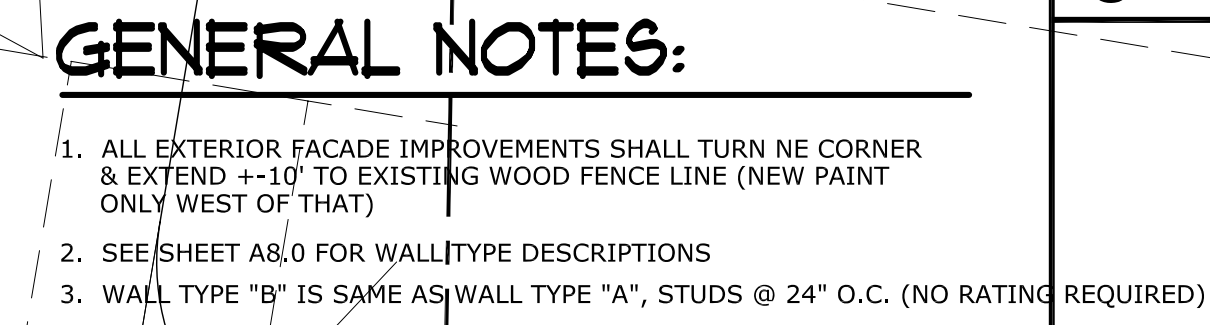 GENERAL NOTES:
1. ALL EXTERIOR FACADE IMPROVEMENTS SHALL TURN NE CORNER
& EXTEND +-10' TO EXISTING WOOD FENCE LINE (NEW PAINT
ONLY WEST OF THAT)
2. SEE SHEET A8.0 FOR WALL TYPE DESCRIPTIONS
3. WALL TYPE "B" IS SAME AS WALL TYPE "A", STUDS @ 24" O.C. (NO RATING REQUIRED)